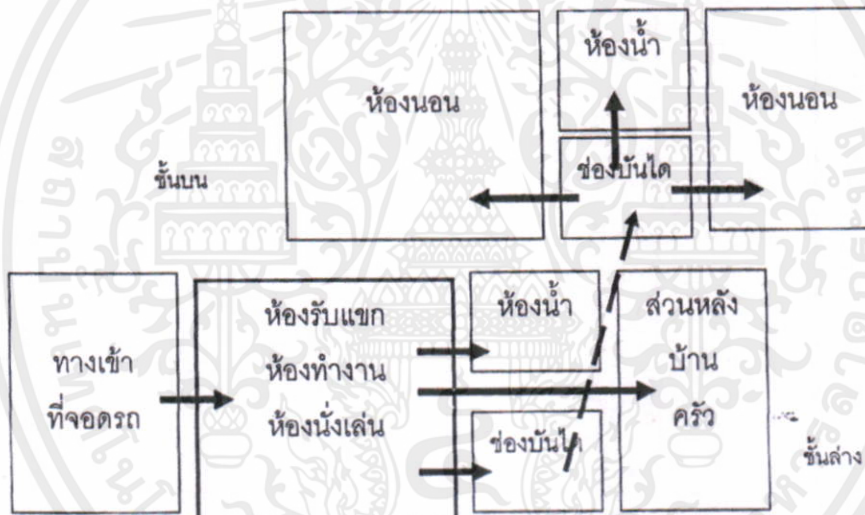 ห้องน้ำ
ห้องนอน
ห้องนอน
ชั้นบน
ช่องบันได
ห้องรับแขก
ห้องน้ำ
ส่วนหลัง
ทางเข้า
ห้องทำงาน
บ้าน
ที่จอดรถ
ห้องนั่งเล่น
ครัว
ช่องบันได
ชั้นล่าง